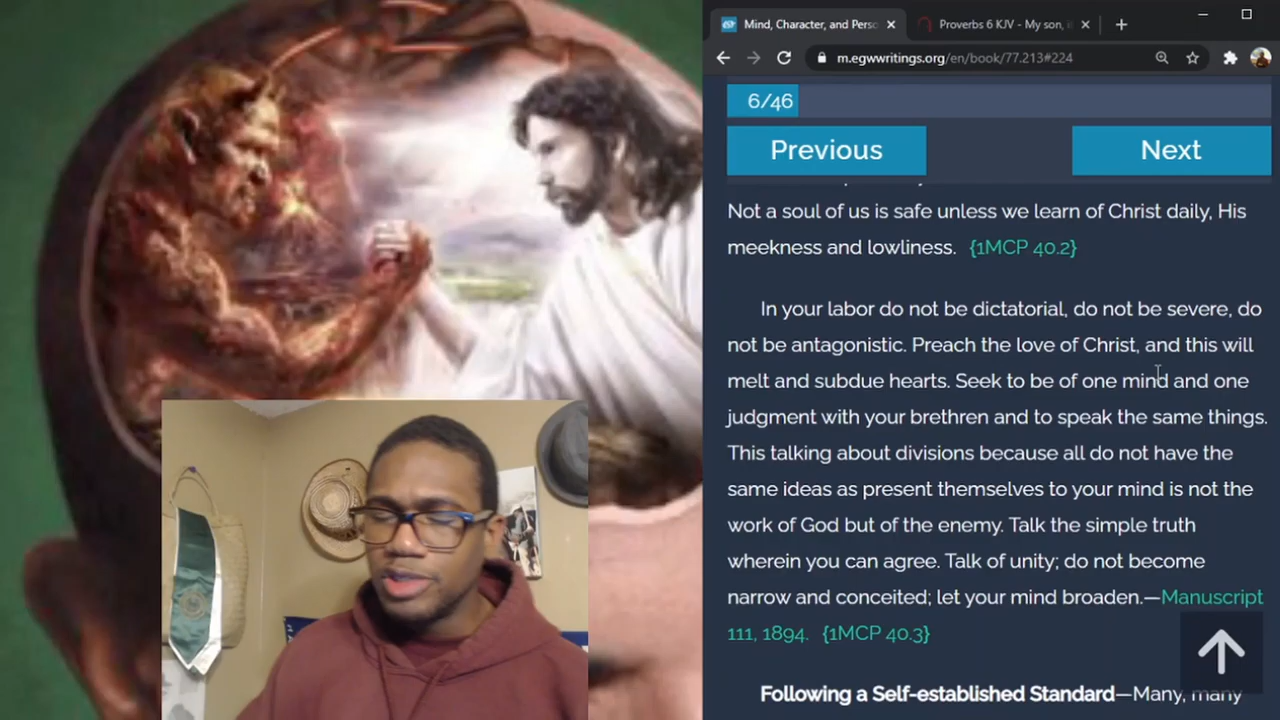 Mind, Character, and Perso
Proverbs 6 KJV - My son, i
m.egwwritings.org/en/book/77.213#224
6/46
Previous
Next
Not a soul of us is safe unless we learn of Christ daily, His
meekness and lowliness. {1MCP 40.2}
In your labor do not be dictatorial, do not be severe, do
not be antagonistic. Preach the love of Christ, and this will
melt and subdue hearts. Seek to be of one mind and one
judgment with your brethren and to speak the same things.
This talking about divisions because all do not have the
same ideas as present themselves to your mind is not the
work of God but of the enemy. Talk the simple truth
wherein you can agree. Talk of unity; do not become
narrow and conceited; let your mind broaden.—Manuscript
111, 1894. {1MCP 40.3}
Following a Self-established Standard—Many, many